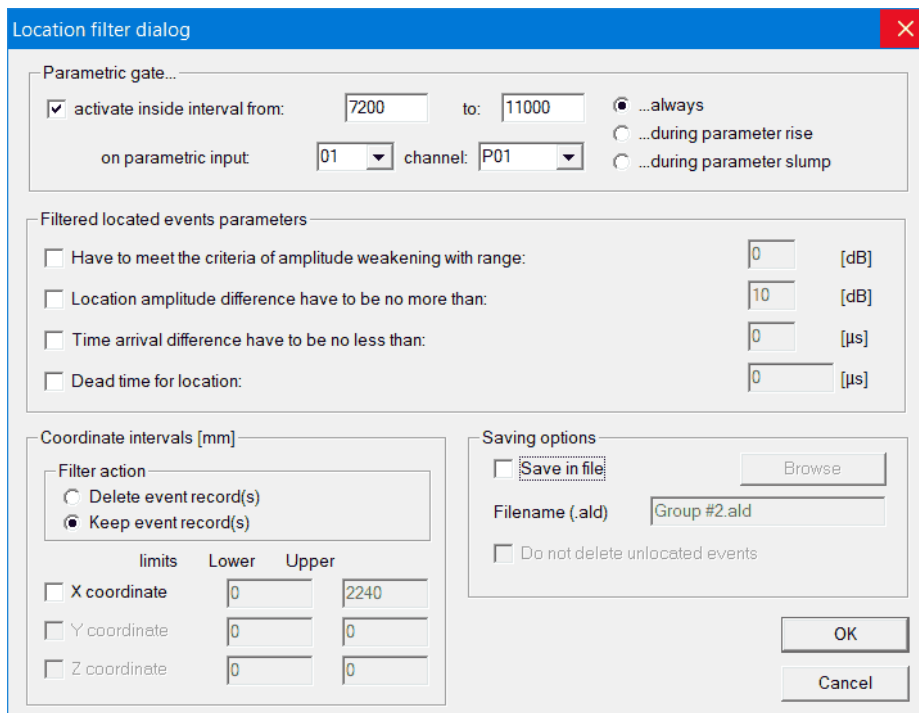 Location filter dialog
Parametric gate...
activate inside interval from: 7200 to: 11000 ...always
...during parameter rise
on parametric input: 01 channel: P01 ...during parameter slump
Filtered located events parameters
Have to meet the criteria of amplitude weakening with range: 0 [dB]
Location amplitude difference have to be no more than: 10 [dB]
Time arrival difference have to be no less than: 0 [µs]
Dead time for location: 0 [µs]
Coordinate intervals [mm]
Filter action
Delete event record(s)
Keep event record(s)
limits Lower Upper
X coordinate 0 2240
Y coordinate 0 0
Z coordinate 0 0
Saving options
Save in file Browse
Filename (.ald) Group #2.ald
Do not delete unlocated events
OK
Cancel